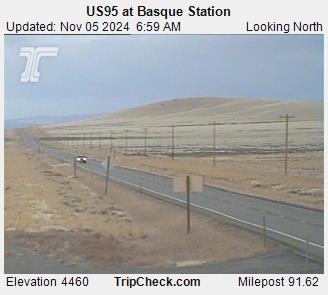 US95 at Basque Station
Updated: Nov 05 2024 6:59 AM Looking North
Elevation 4460 TripCheck.com Milepost 91.62